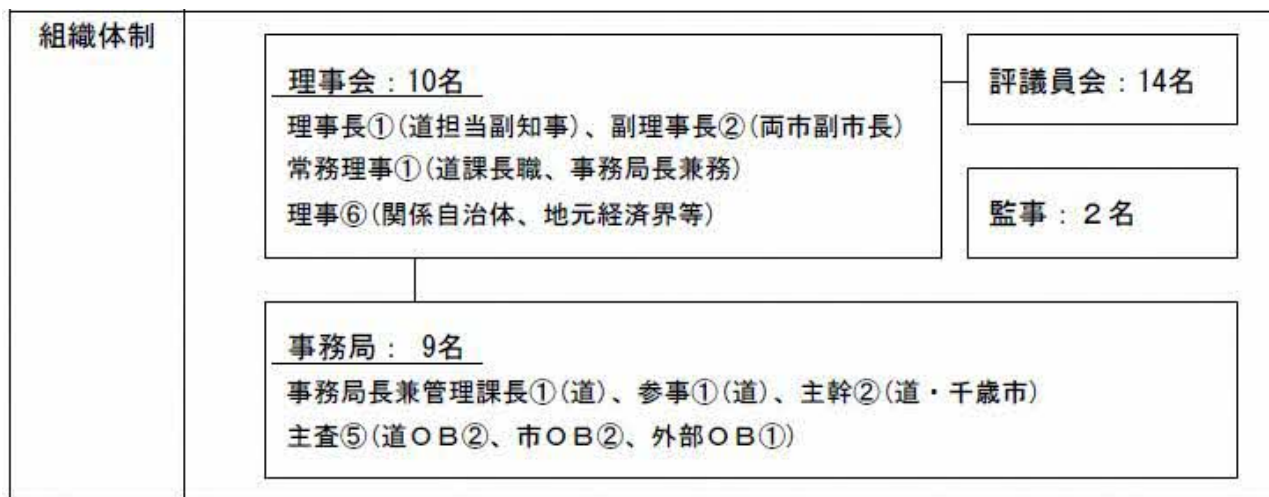 組織体制
理事会：10名
理事長①(道担当副知事)、副理事長②(両市副市長)
常務理事①(道課長職、事務局長兼務)
理事⑥(関係自治体、地元経済界等)
評議員会：14名
監事：２名
事務局： 9名
事務局長兼管理課長①(道)、参事①(道)、主幹②(道・千歳市)
主査⑤(道ＯＢ②、市ＯＢ②、外部ＯＢ①)